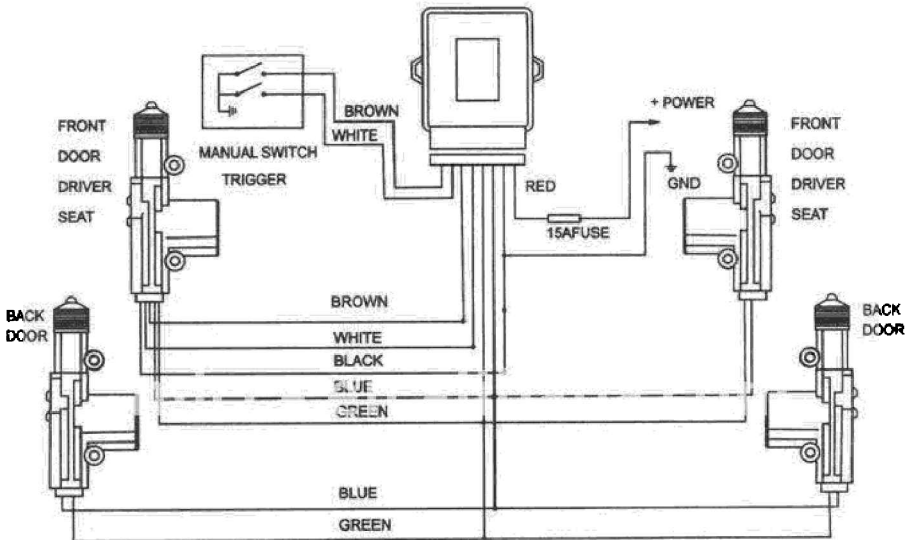 BROWN
WHITE
MANUAL SWITCH
TRIGGER
+ POWER
GND
RED
15AFUSE
FRONT
DOOR
DRIVER
SEAT
FRONT
DOOR
DRIVER
SEAT
BACK
DOOR
BACK
DOOR
BROWN
WHITE
BLACK
BLUE
GREEN
BLUE
GREEN